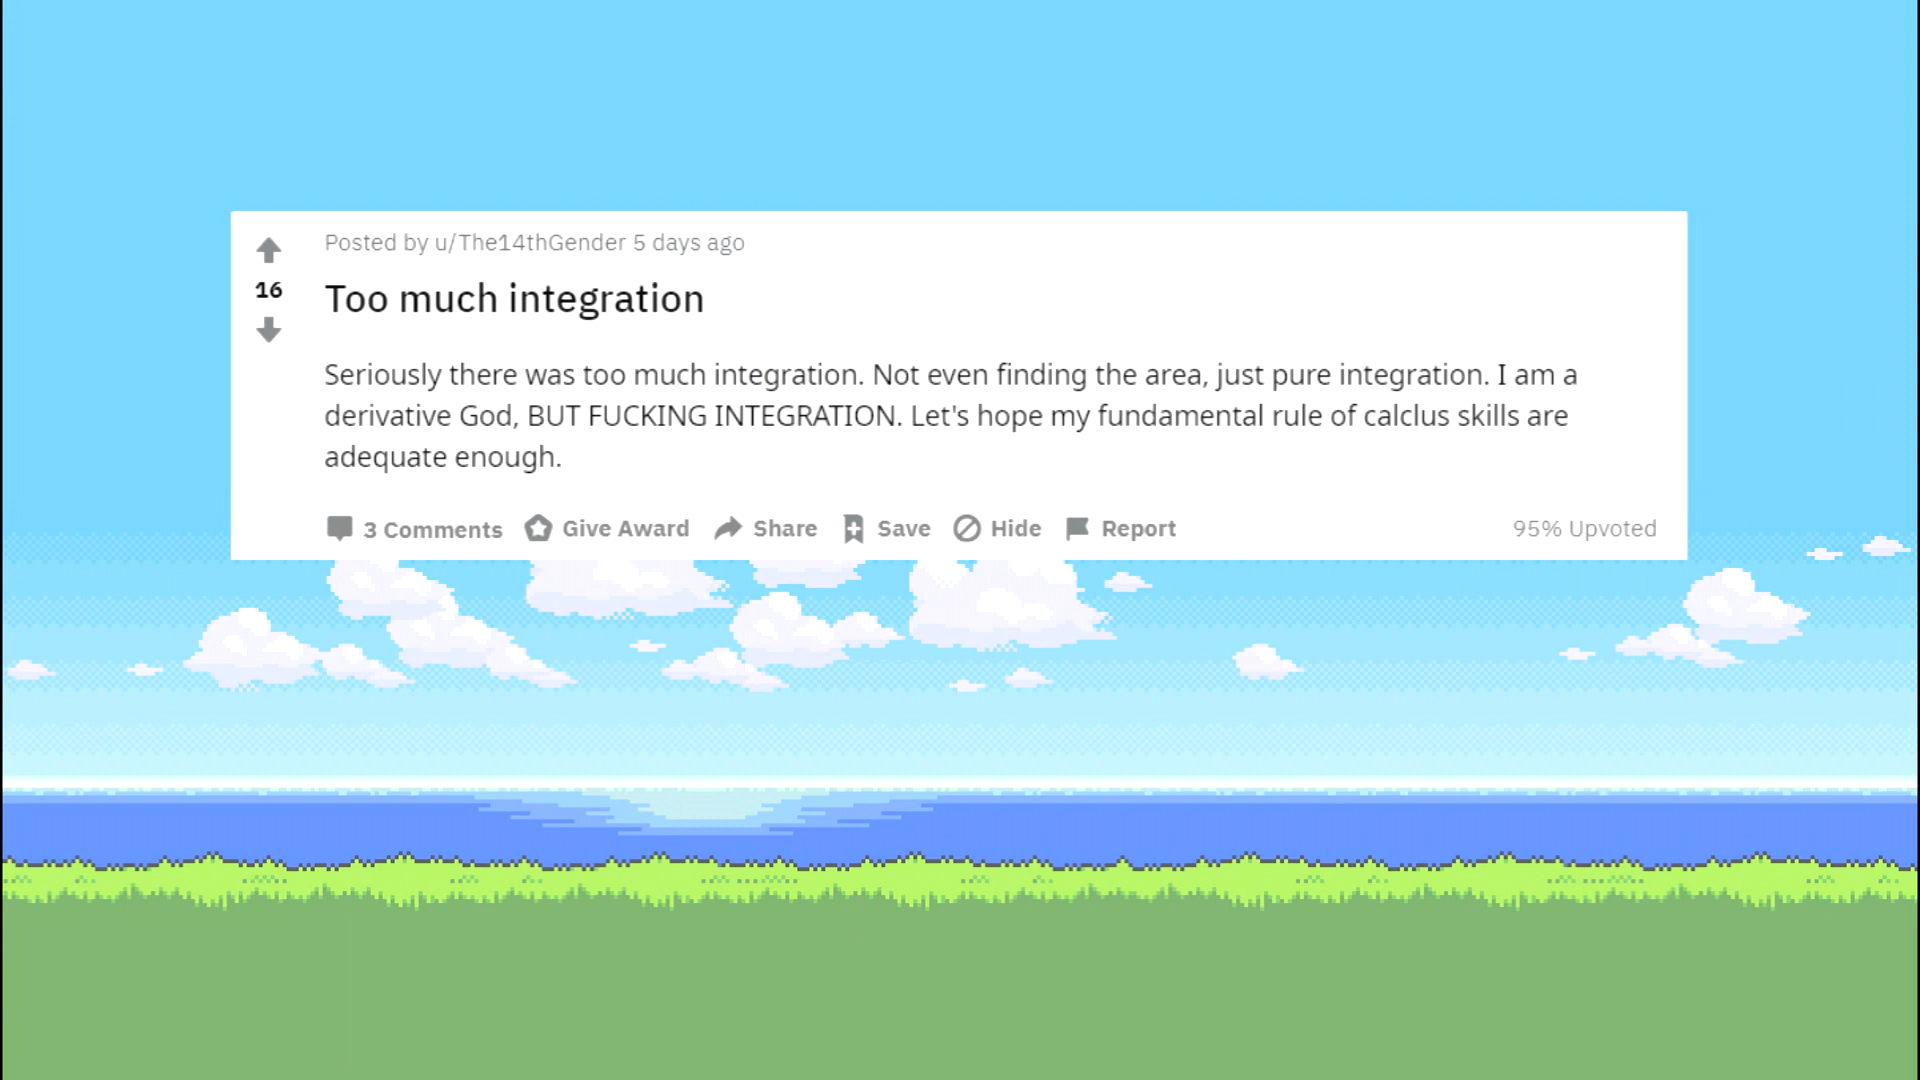 Posted by u/The14thGender 5 days ago
16
Too much integration
Seriously there was too much integration. Not even finding the area, just pure integration. I am a
derivative God, BUT FUCKING INTEGRATION. Let's hope my fundamental rule of calclus skills are
adequate enough.
3 Comments Give Award Share Save Hide Report 95% Upvoted